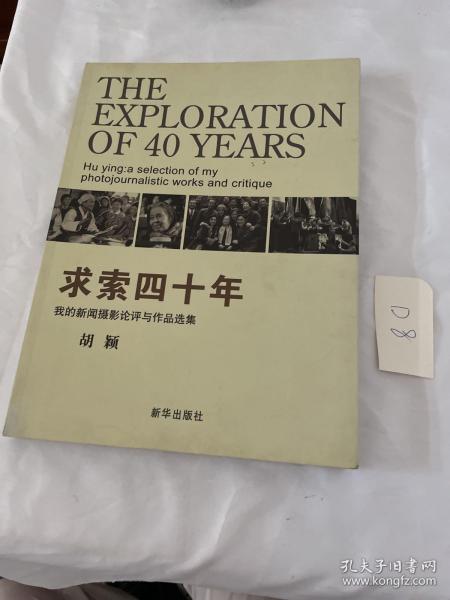 THE
EXPLORATION
OF 40 YEARS
Hu ying:a selection of my
photojournalistic works and critique
求索四十年
我的新闻摄影论评与作品选集
胡颖
新华出版社
D8
孔夫子旧书网
www.kongfz.com